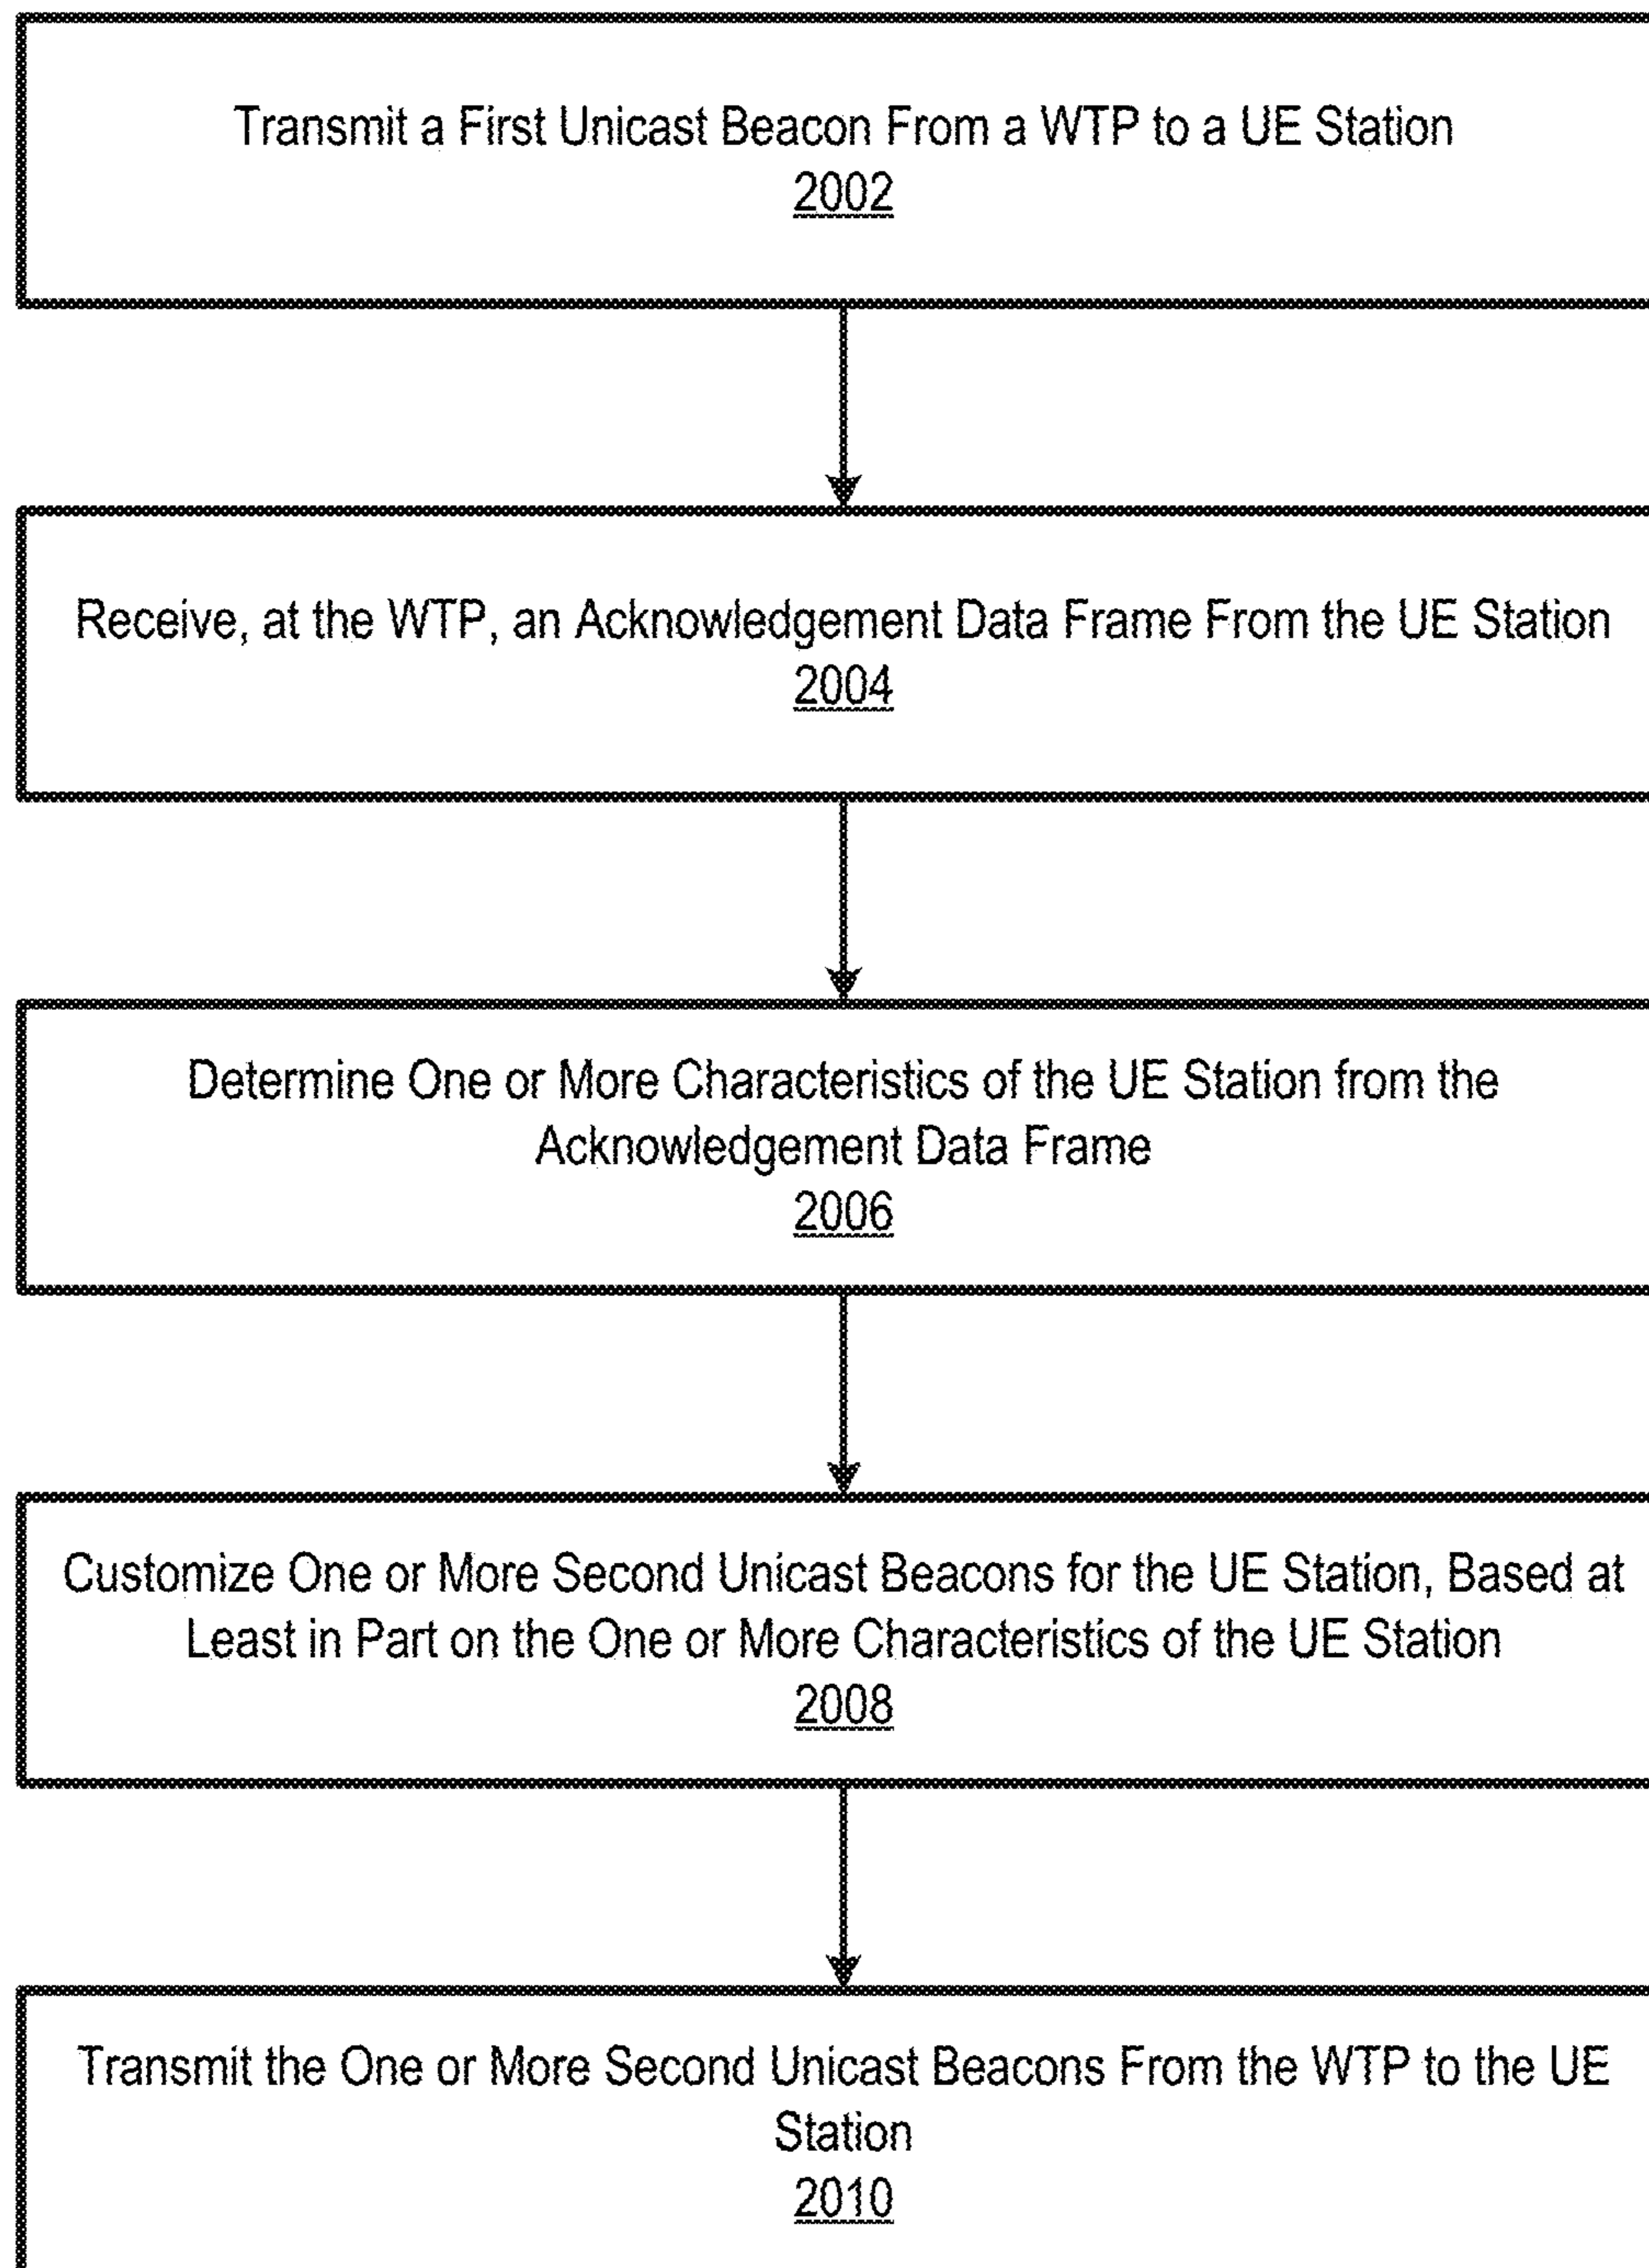 Transmit a First Unicast Beacon From a WTP to a UE Station
2002
Receive, at the WTP, an Acknowledgement Data Frame From the UE Station
2004
Determine One or More Characteristics of the UE Station from the
Acknowledgement Data Frame
2006
Customize One or More Second Unicast Beacons for the UE Station, Based at
Least in Part on the One or More Characteristics of the UE Station
2008
Transmit the One or More Second Unicast Beacons From the WTP to the UE
Station
2010